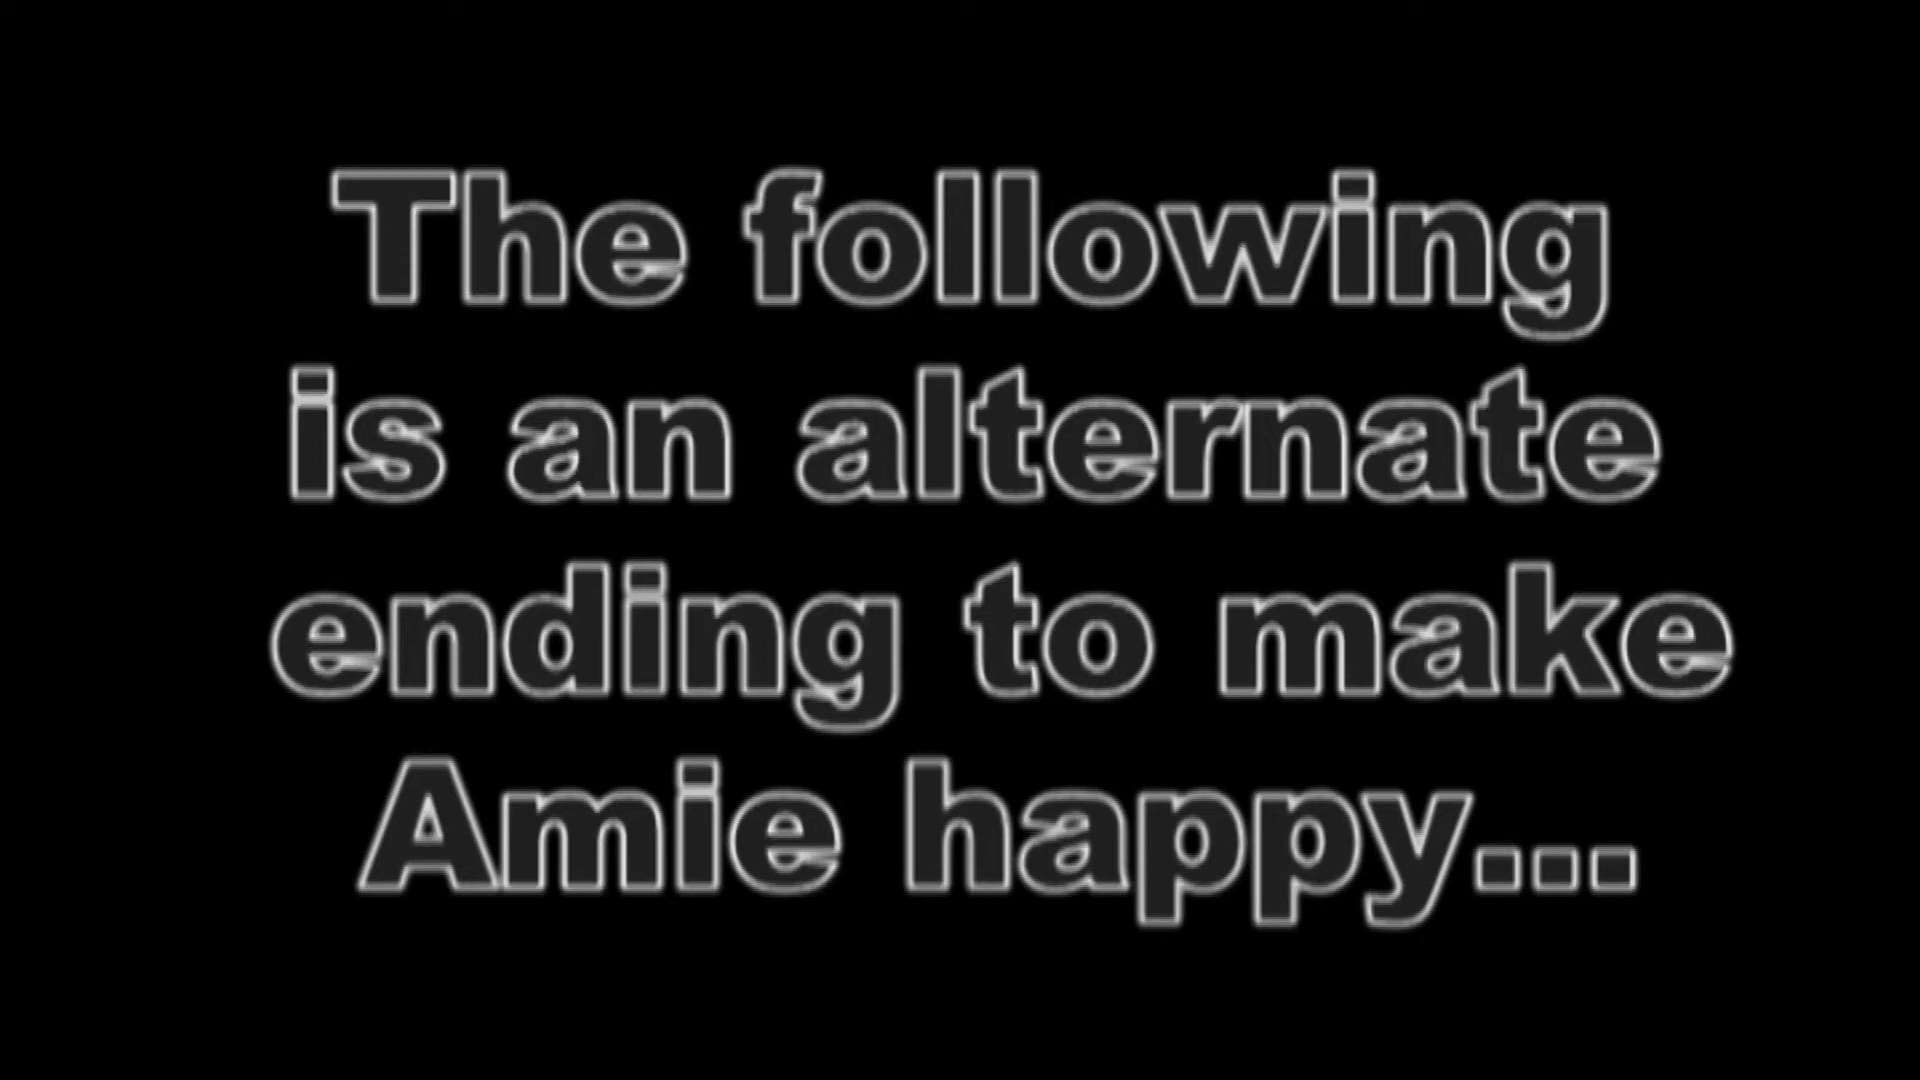 The following
is an alternate
ending to make
Amie happy...